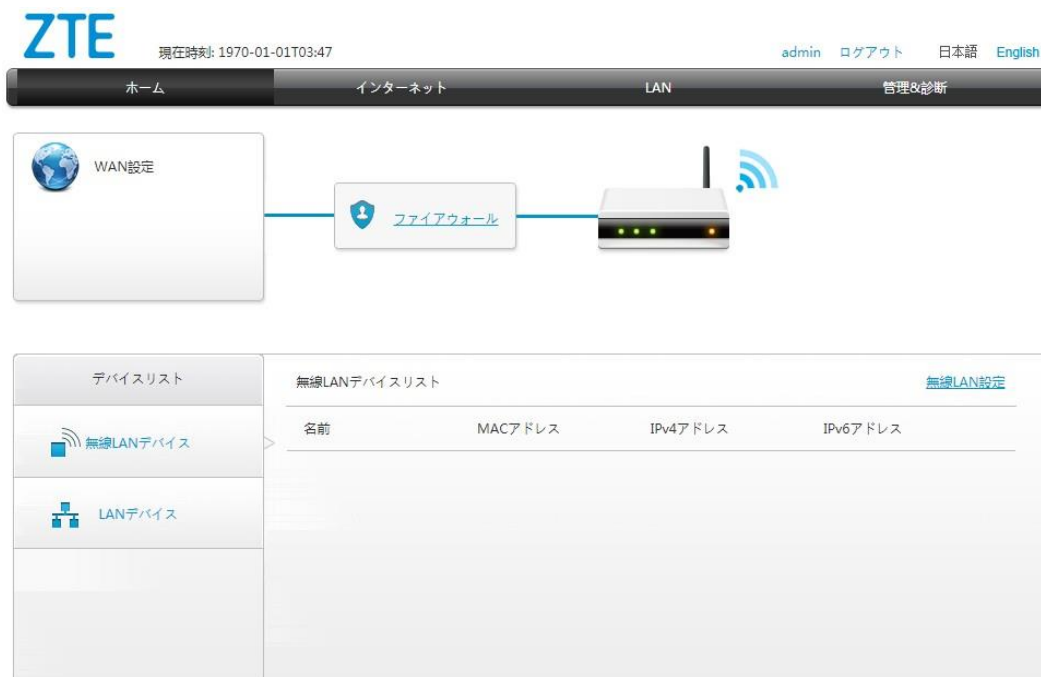 ZTE
現在時刻: 1970-01-01T03:47 admin ログアウト 日本語 English
ホーム インターネット LAN 管理&診断
WAN設定
ファイアウォール
デバイスリスト
無線LANデバイスリスト 無線LAN設定
名前 MACアドレス IPv4アドレス IPv6アドレス
無線LANデバイス
LANデバイス